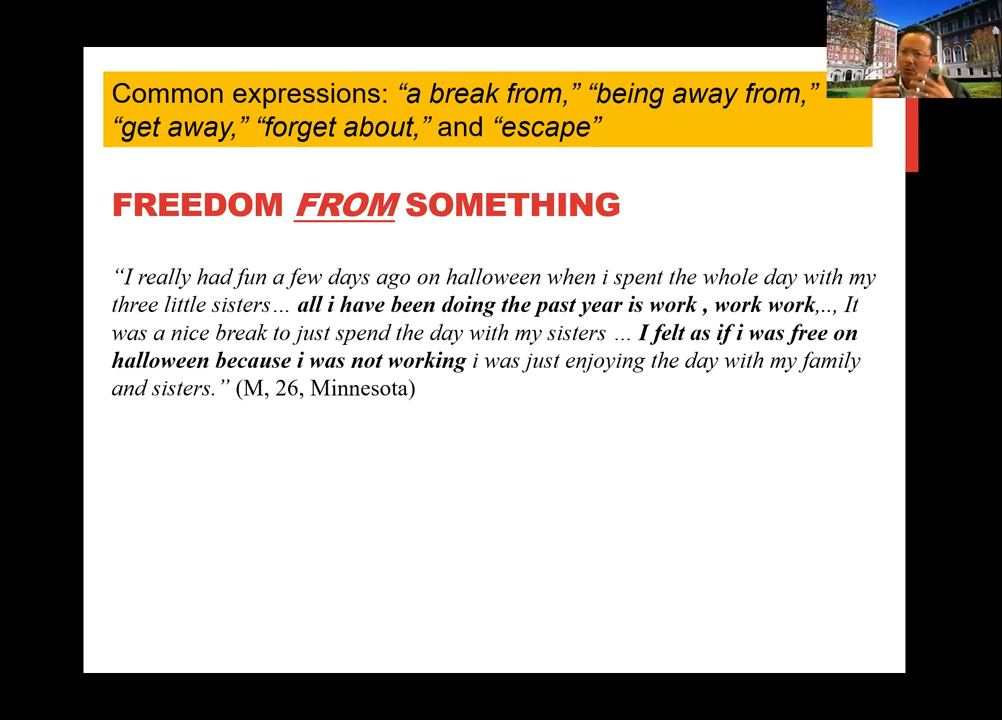 Common expressions: “a break from,” “being away from,”
“get away,” “forget about,” and “escape”
FREEDOM FROM SOMETHING
“I really had fun a few days ago on halloween when i spent the whole day with my
three little sisters… all i have been doing the past year is work , work work,.., It
was a nice break to just spend the day with my sisters … I felt as if i was free on
halloween because i was not working i was just enjoying the day with my family
and sisters.” (M, 26, Minnesota)